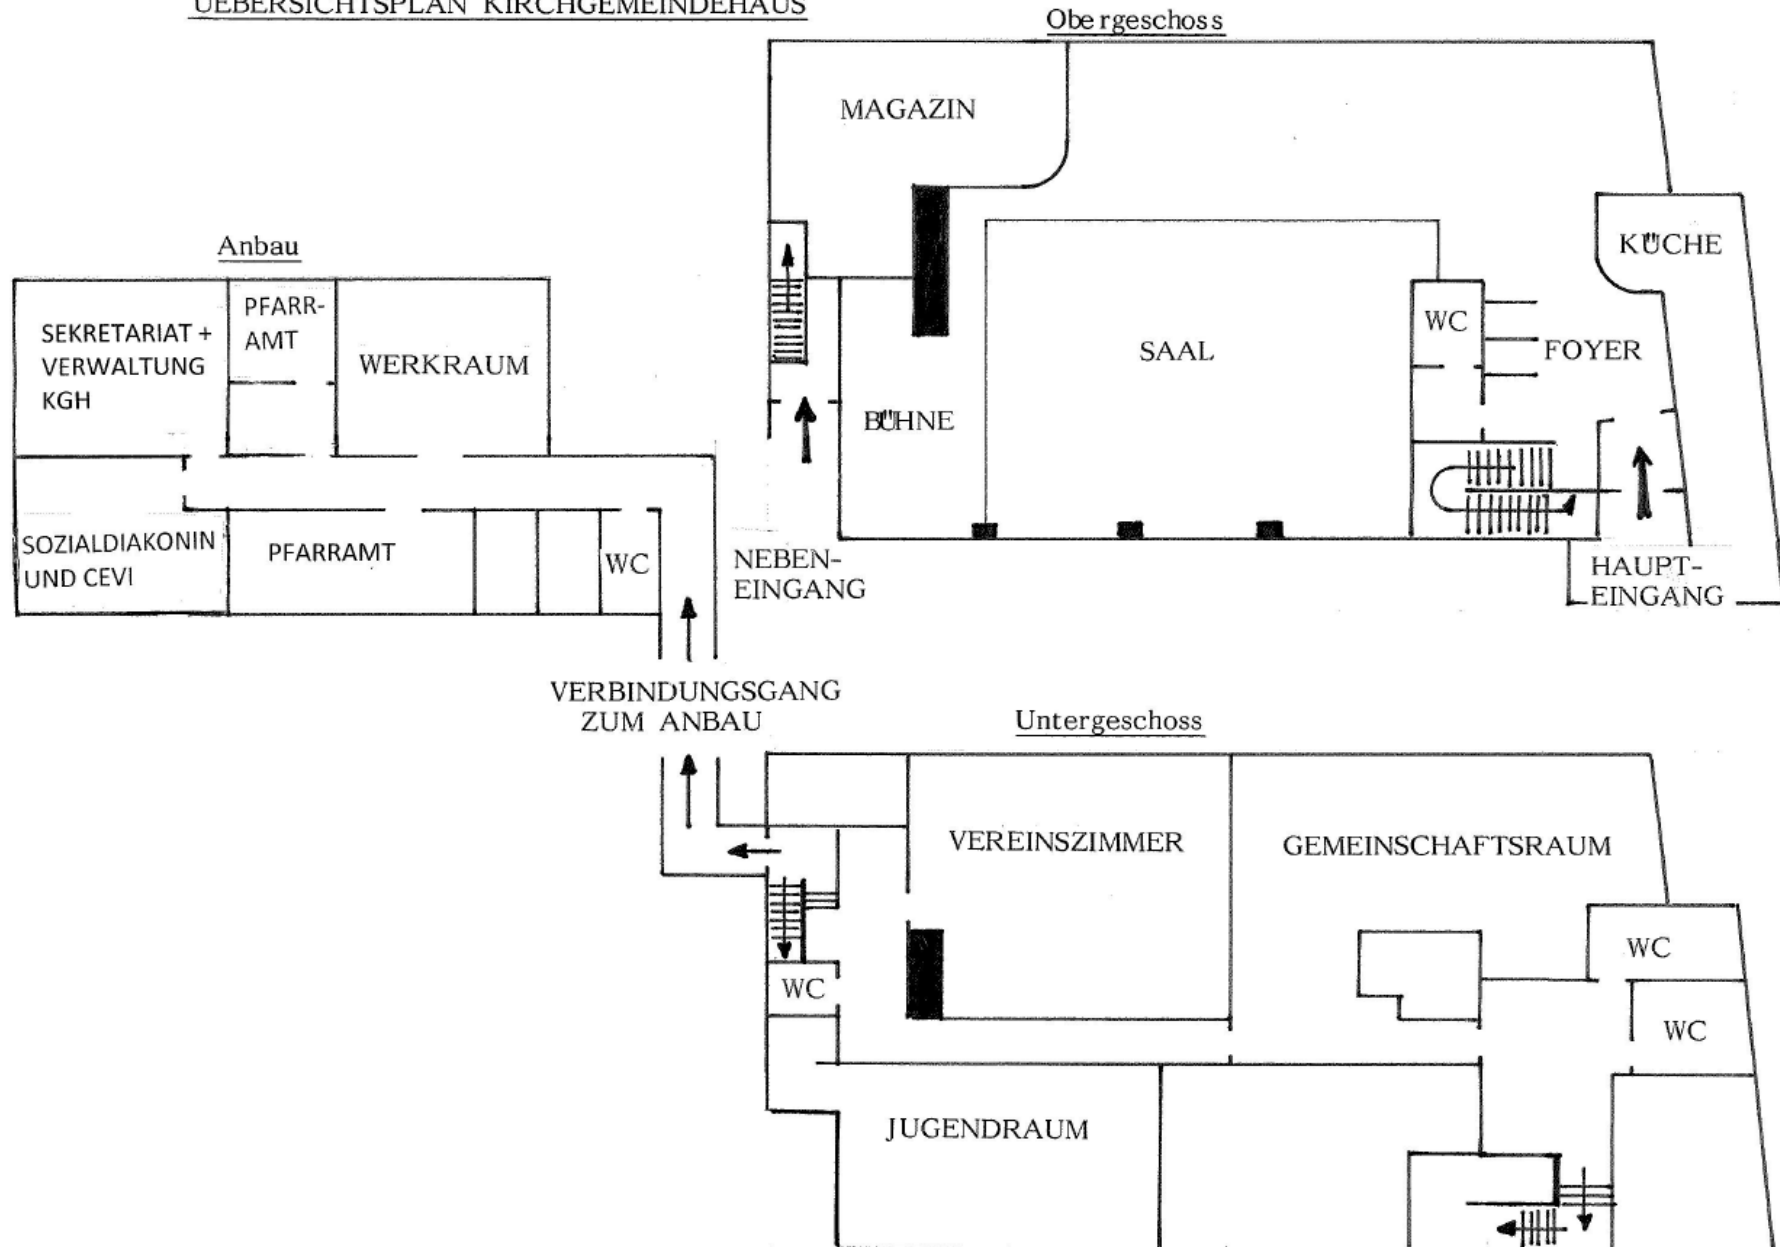 UEBERSICHTSPLAN KIRCHGEMEINDEHAUS
Obergeschoss
MAGAZIN
KÜCHE
WC
SAAL
FOYER
BÜHNE
NEBEN-
EINGANG
HAUPT-
EINGANG
Anbau
SEKRETARIAT +
VERWALTUNG
KGH
PFARR-
AMT
WERKRAUM
SOZIALDIAKONIN
UND CEVI
PFARRAMT
WC
VERBINDUNGSGANG
ZUM ANBAU
Untergeschoss
VEREINSZIMMER
GEMEINSCHAFTSRAUM
WC
WC
WC
JUGENDRAUM